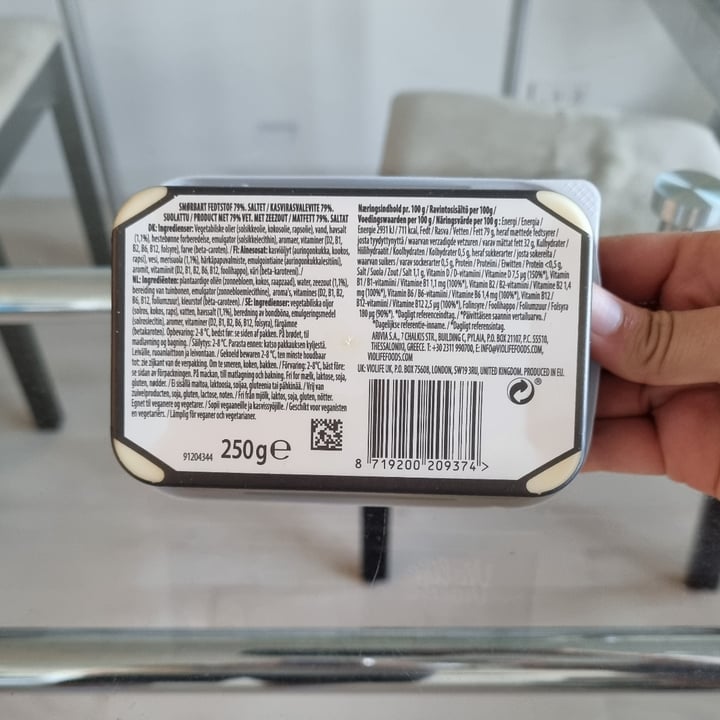 SMØRBART FEDTSTOF 79%. SALTET / KASVIRASVALEVITE 79%.
SUOLATTU / PRODUCT MET 79% VET. MET ZEEZOUT / MATFETT 79%. SALTAT
DK: Ingredienser: Vegetabilske olier (solsikkeolie, kokosolie, rapsolie), vand, havsalt
(1,1%), hestebønne forberedelse, emulgator (solsikkelecithin), aromaer, vitaminer (D2, B1,
B2, B6, B12, folsyre), farve (beta-caroten). / FI: Ainesosat: kasviöljyt (auringonkukka, kookos,
rapsi), vesi, merisuola (1,1%), härkäpapuvalmiste, emulgointiaine (auringonkukkalesitiini),
aromit, vitamiinit (D2, B1, B2, B6, B12, foolihappo), väri (beta-karoteeni). /
NL: Ingrediënten: plantaardige oliën (zonnebloem, kokos, raapzaad), water, zeezout (1,1%),
bereiding van tuinbonen, emulgator (zonnebloemlecithine), aroma's, vitaminen (D2, B1, B2,
B6, B12, foliumzuur), kleurstof (beta-caroteen). / SE: Ingredienser: vegetabiliska oljor
(solros, kokos, raps), vatten, havssalt (1,1%), beredning av bondböna, emulgeringsmedel
(solroslecitin), aromer, vitaminer (D2, B1, B2, B6, B12, folsyra), färgämne
(betakaroten). Opbevaring: 2-8°C, bedst før: se siden af pakken. På brødet, til
madlavning og bagning. / Säilytys: 2-8°C. Parasta ennen: katso pakkauksen kyljestä.
Leivälle, ruoanlaittoon ja leivontaan. / Gekoeld bewaren 2-8°C, ten minste houdbaar
tot: zie zijkant van de verpakking. Om te smeren, koken, bakken. / Förvaring: 2-8°C, bäst före:
se sidan av förpackningen. På mackan, till matlagning och bakning. Fri for mælk, laktose, soja,
gluten, nødder. / Ei sisällä maitoa, laktoosia, sojaa, gluteenia tai pähkinää. / Vrij van
zuivelproducten, soja, gluten, lactose, noten. / Fri från mjölk, laktos, soja, gluten, nötter.
Egnet til veganere og vegetarer. / Sopii vegaaneille ja kasvissyöjille. / Geschikt voor veganisten
en vegetariërs. / Lämplig för veganer och vegetarianer.
91204344 250g e
Næringsindhold pr. 100 g / Ravintosisältö per 100g /
Voedingswaarden per 100 g / Näringsvärde per 100 g : Energi / Energia /
Energie 2931 kJ / 711 kcal, Fedt / Rasva / Vetten / Fett 79 g, heraf mættede fedtsyrer /
josta tyydyttynyttä / waarvan verzadigde vetzuren / varav mättat fett 32 g, Kulhydrater /
Hiilihydraatit / Koolhydraten / Kolhydrater 0,5 g, heraf sukkerarter / josta sokereita /
waarvan suikers / varav sockerarter 0,5 g, Protein / Proteiini / Eiwitten / Protein <0,5 g,
Salt / Suola / Zout / Salt 1,1 g, Vitamin D / D-vitamiini / Vitamine D 7,5 µg (150%*), Vitamin
B1 / B1-vitamiini / Vitamine B1 1,1 mg (100%*), Vitamin B2 / B2-vitamiini / Vitamine B2 1,4
mg (100%*), Vitamin B6 / B6-vitamiini / Vitamine B6 1,4 mg (100%*), Vitamin B12 /
B12-vitamiini / Vitamine B12 2,5 µg (100%*), Folinsyre / Foolihappo / Foliumzuur / Folsyra
180 µg (90%*). *Dagligt referenceindtag. / *Päivittäisen saannin vertailuarvo. /
*Dagelijkse referentie-inname. / *Dagligt referensintag.
ARIVIA S.A., 7 CHALKIS STR., BUILDING C, PYLAIA, P.O. BOX 21107, P.C. 55510,
THESSALONIKI, GREECE. T: +30 2311 990700, E: INFO@VIOLIFEFOODS.COM,
VIOLIFEFOODS.COM
UK: VIOLIFE UK, P.O. BOX 75608, LONDON, SW19 3RU, UNITED KINGDOM. PRODUCED IN EU.
8 719200 209374 >